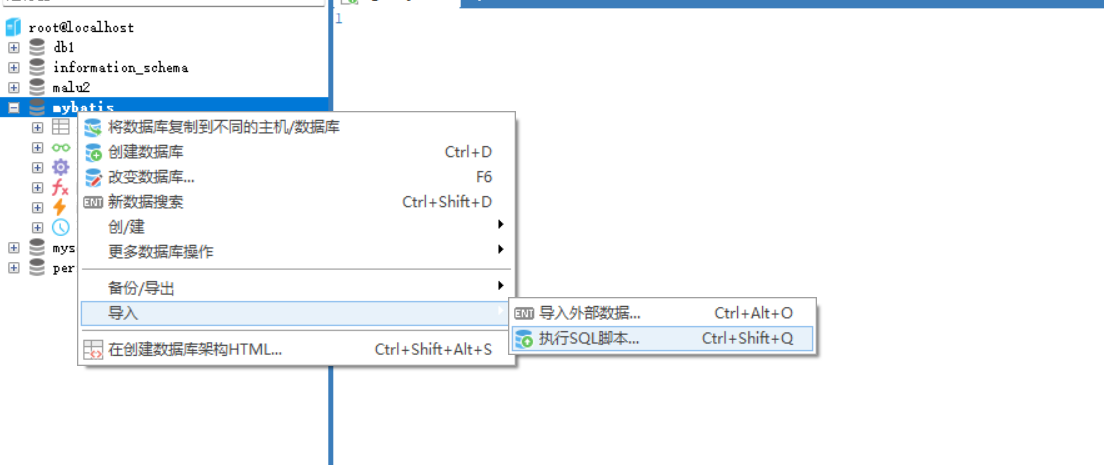 root@localhost
1
db1
information_schema
malu2
mybatis
将数据库复制到不同的主机/数据库
创建数据库 Ctrl+D
改变数据库... F6
新数据搜索 Ctrl+Shift+D
创/建
更多数据库操作
mys
per
备份/导出
导入
导入外部数据... Ctrl+Alt+O
执行SQL脚本... Ctrl+Shift+Q
在创建数据库架构HTML... Ctrl+Shift+Alt+S